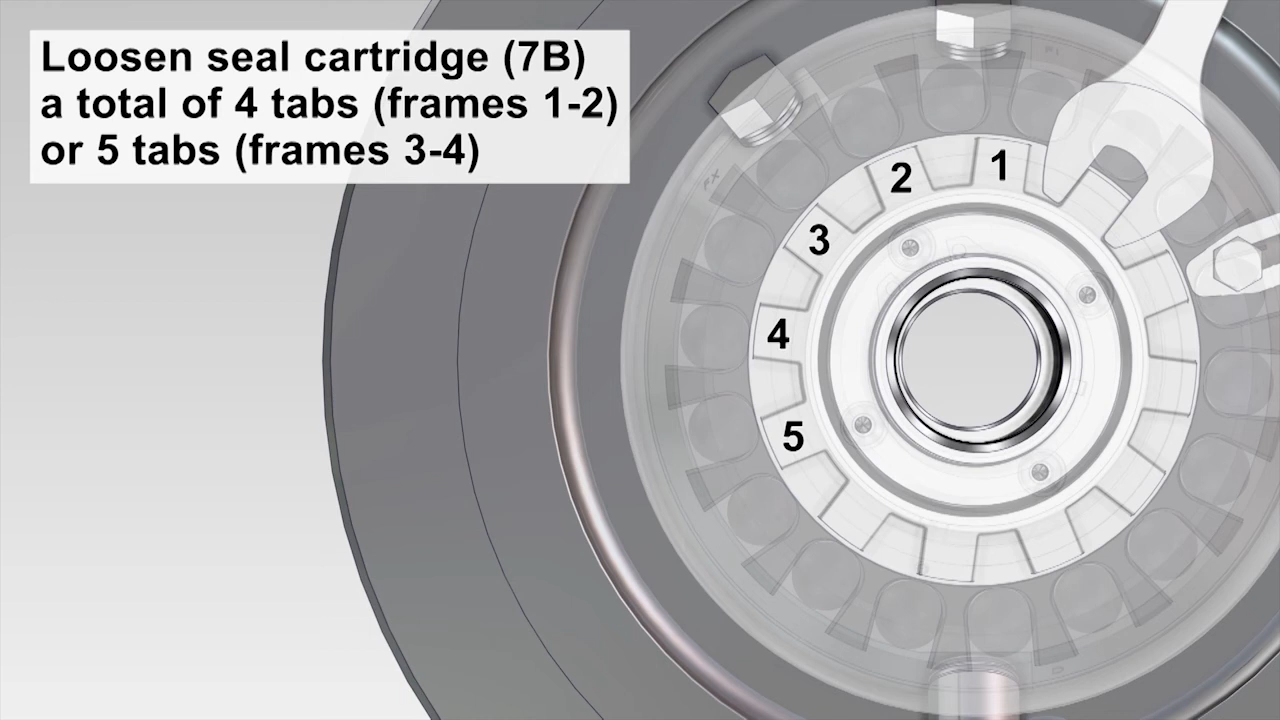 Loosen seal cartridge (7B)
a total of 4 tabs (frames 1-2)
or 5 tabs (frames 3-4)
1
2
3
4
5